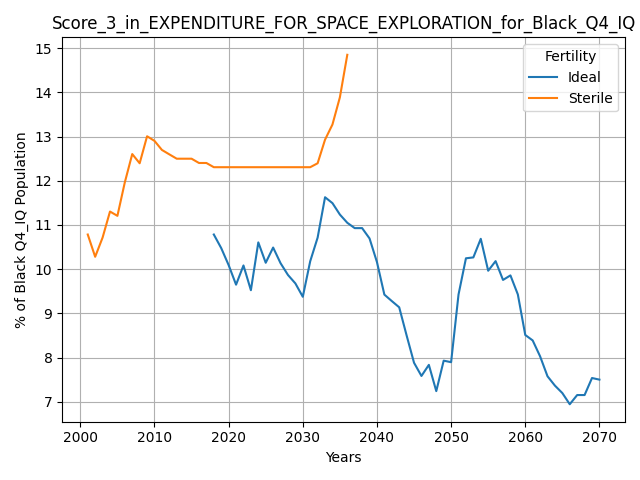 Score_3_in_EXPENDITURE_FOR_SPACE_EXPLORATION_for_Black_Q4_IQ
Fertility
Ideal
Sterile
% of Black Q4_IQ Population
15
14
13
12
11
10
9
8
7
2000 2010 2020 2030 2040 2050 2060 2070
Years